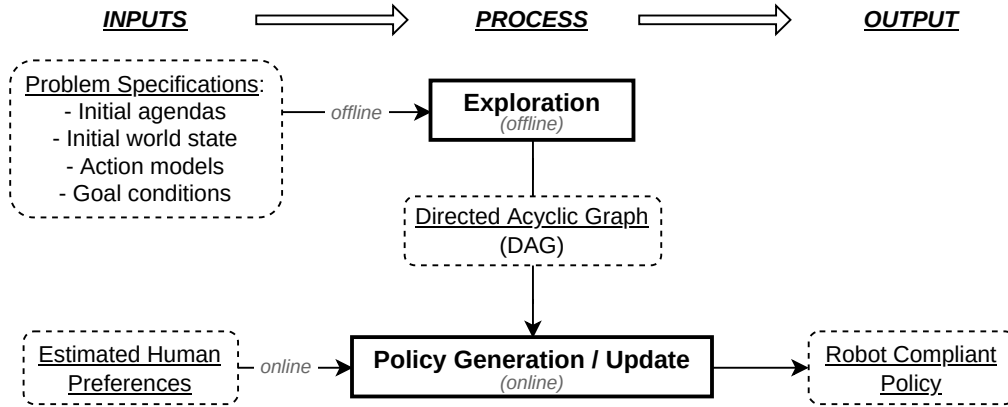 INPUTS
PROCESS
OUTPUT
Problem Specifications:
- Initial agendas
- Initial world state
- Action models
- Goal conditions
offline
Exploration
(offline)
Directed Acyclic Graph
(DAG)
Estimated Human
Preferences
online
Policy Generation / Update
(online)
Robot Compliant
Policy